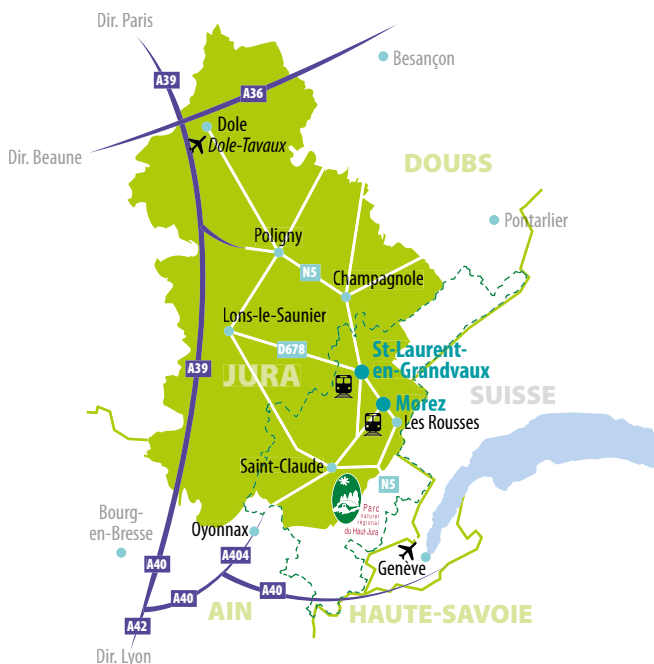 Dir. Paris
Besançon
A39
A36
Dole
Dole-Tavaux
Dir. Beaune
DOUBS
Pontarlier
Poligny
N5
Champagnole
Lons-le-Saunier
D678
St-Laurent-
en-Grandvaux
A39
JURA
SUISSE
Morez
Les Rousses
Saint-Claude
N5
Parc
naturel
régional
du Haut-Jura
Bourg-
en-Bresse
Oyonnax
A404
A40
Genève
A40
A40
AIN
HAUTE-SAVOIE
A42
Dir. Lyon